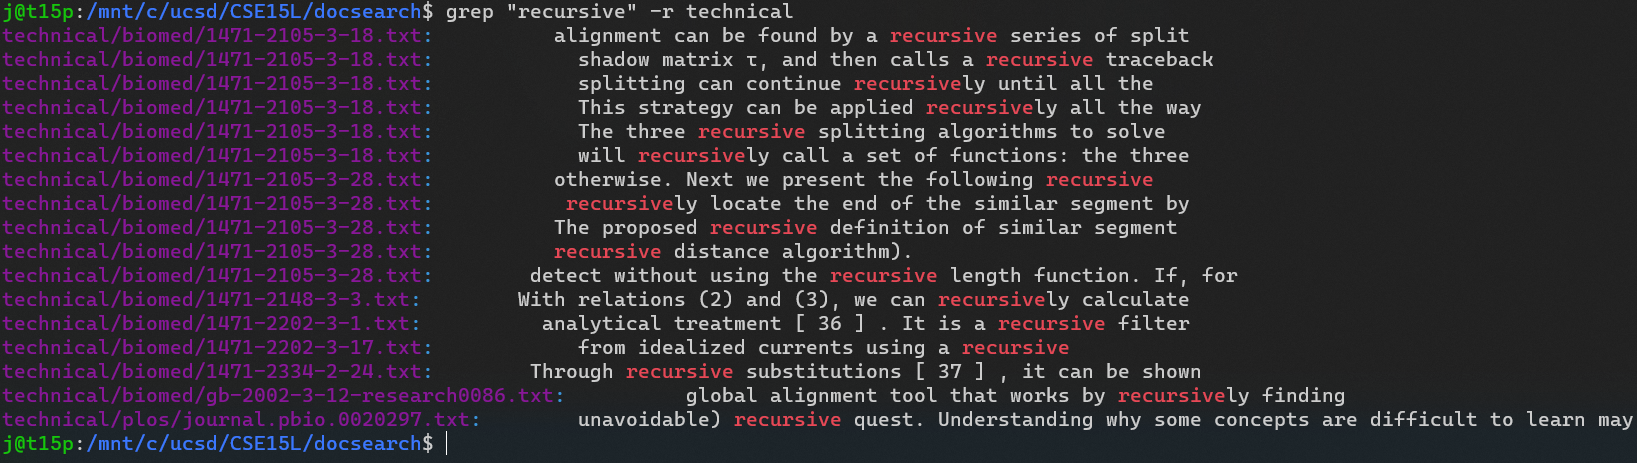 j@t15p:/mnt/c/ucsd/CSE15L/docsearch$ grep "recursive" -r technical
technical/biomed/1471-2105-3-18.txt:          alignment can be found by a recursive series of split
technical/biomed/1471-2105-3-18.txt:            shadow matrix τ, and then calls a recursive traceback
technical/biomed/1471-2105-3-18.txt:            splitting can continue recursively until all the
technical/biomed/1471-2105-3-18.txt:            This strategy can be applied recursively all the way
technical/biomed/1471-2105-3-18.txt:            The three recursive splitting algorithms to solve
technical/biomed/1471-2105-3-18.txt:            will recursively call a set of functions: the three
technical/biomed/1471-2105-3-28.txt:          otherwise. Next we present the following recursive
technical/biomed/1471-2105-3-28.txt:           recursively locate the end of the similar segment by
technical/biomed/1471-2105-3-28.txt:          The proposed recursive definition of similar segment
technical/biomed/1471-2105-3-28.txt:          recursive distance algorithm).
technical/biomed/1471-2105-3-28.txt:        detect without using the recursive length function. If, for
technical/biomed/1471-2148-3-3.txt:        With relations (2) and (3), we can recursively calculate
technical/biomed/1471-2202-3-1.txt:          analytical treatment [ 36 ] . It is a recursive filter
technical/biomed/1471-2202-3-17.txt:            from idealized currents using a recursive
technical/biomed/1471-2334-2-24.txt:        Through recursive substitutions [ 37 ] , it can be shown
technical/biomed/gb-2002-3-12-research0086.txt:          global alignment tool that works by recursively finding
technical/plos/journal.pbio.0020297.txt:        unavoidable) recursive quest. Understanding why some concepts are difficult to learn may
j@t15p:/mnt/c/ucsd/CSE15L/docsearch$